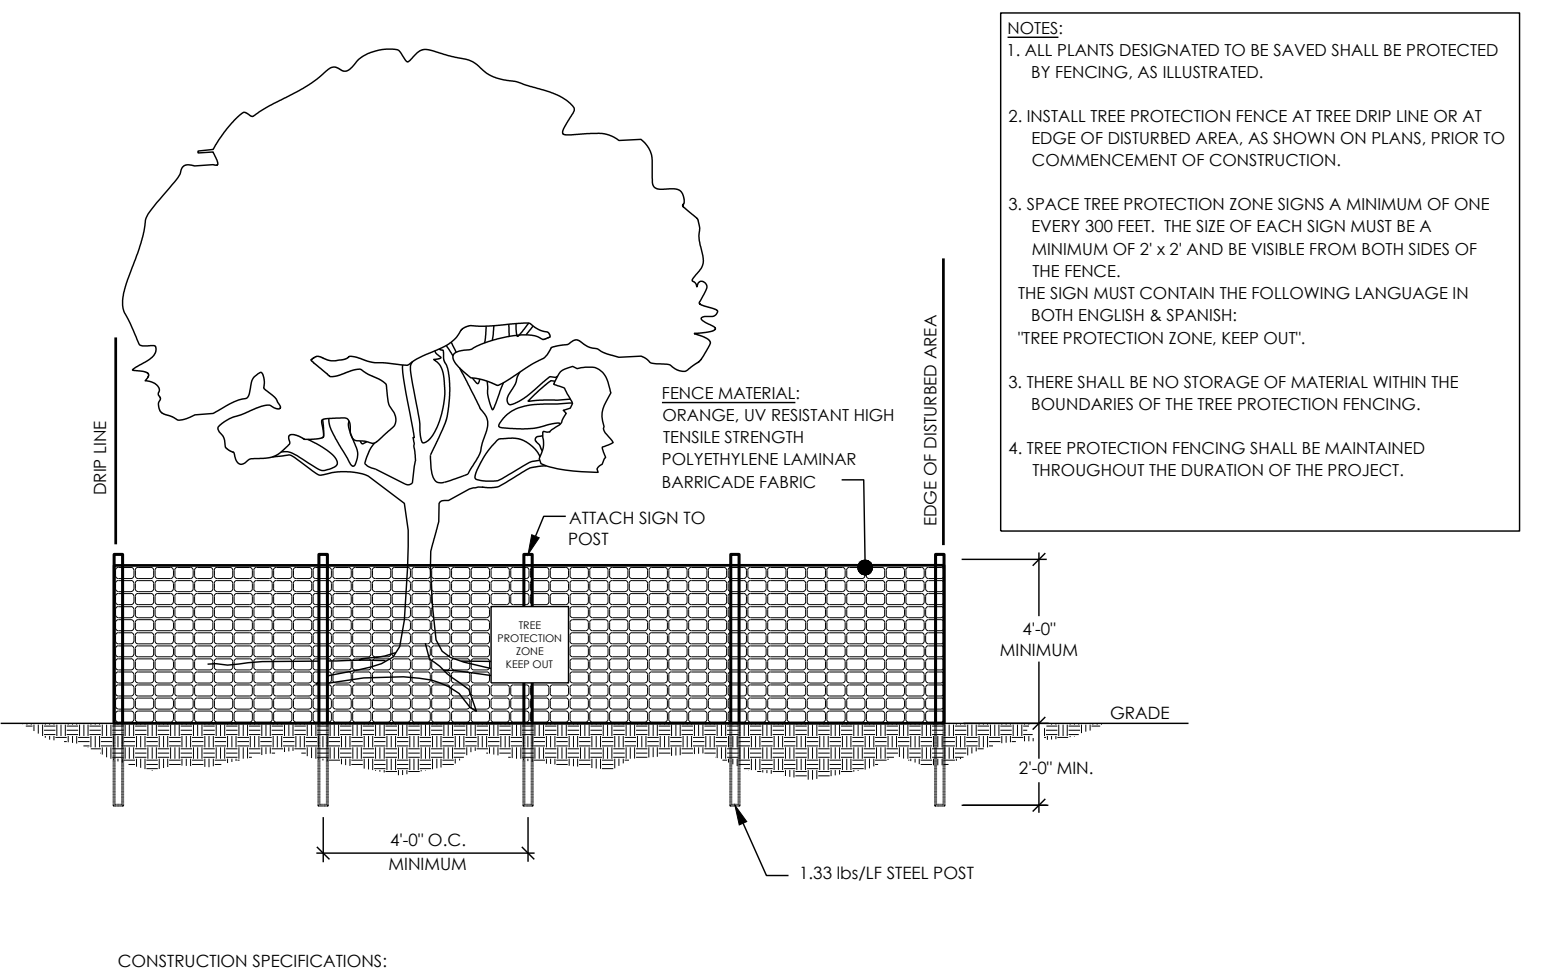 NOTES:
1. ALL PLANTS DESIGNATED TO BE SAVED SHALL BE PROTECTED
BY FENCING, AS ILLUSTRATED.
2. INSTALL TREE PROTECTION FENCE AT TREE DRIP LINE OR AT
EDGE OF DISTURBED AREA, AS SHOWN ON PLANS, PRIOR TO
COMMENCEMENT OF CONSTRUCTION.
3. SPACE TREE PROTECTION ZONE SIGNS A MINIMUM OF ONE
EVERY 300 FEET. THE SIZE OF EACH SIGN MUST BE A
MINIMUM OF 2' x 2' AND BE VISIBLE FROM BOTH SIDES OF
THE FENCE.
THE SIGN MUST CONTAIN THE FOLLOWING LANGUAGE IN
BOTH ENGLISH & SPANISH:
"TREE PROTECTION ZONE, KEEP OUT".
3. THERE SHALL BE NO STORAGE OF MATERIAL WITHIN THE
BOUNDARIES OF THE TREE PROTECTION FENCING.
4. TREE PROTECTION FENCING SHALL BE MAINTAINED
THROUGHOUT THE DURATION OF THE PROJECT.
DRIP LINE
EDGE OF DISTURBED AREA
FENCE MATERIAL:
ORANGE, UV RESISTANT HIGH
TENSILE STRENGTH
POLYETHYLENE LAMINAR
BARRICADE FABRIC
ATTACH SIGN TO
POST
TREE
PROTECTION
ZONE
KEEP OUT
4'-0"
MINIMUM
GRADE
2'-0" MIN.
4'-0" O.C.
MINIMUM
1.33 lbs/LF STEEL POST
CONSTRUCTION SPECIFICATIONS: